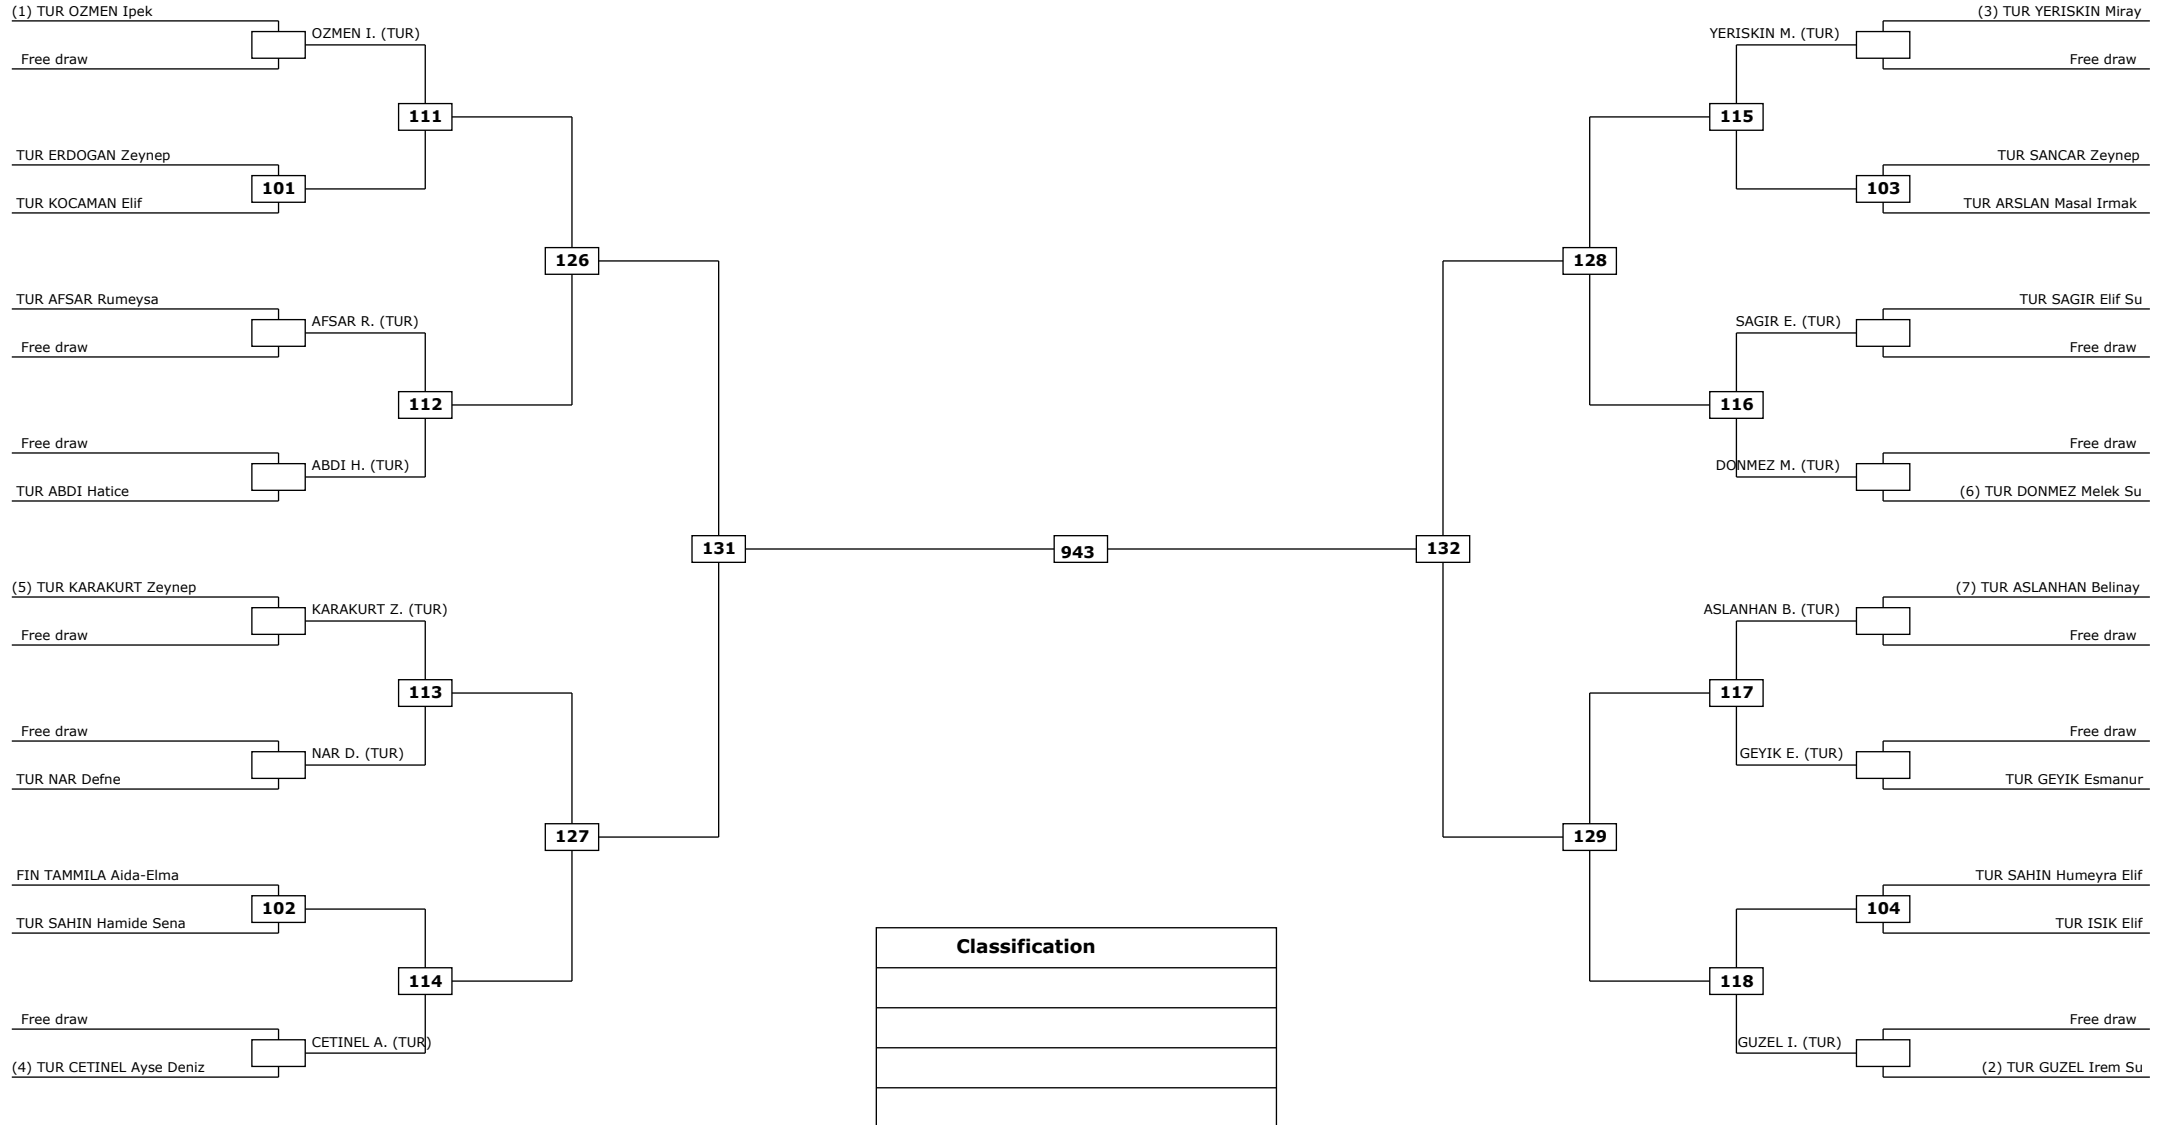 (1) TUR OZMEN Ipek
OZMEN I. (TUR)
Free draw
111
TUR ERDOGAN Zeynep
101
TUR KOCAMAN Elif
126
TUR AFSAR Rumeysa
AFSAR R. (TUR)
Free draw
112
Free draw
ABDI H. (TUR)
TUR ABDI Hatice
131
(5) TUR KARAKURT Zeynep
KARAKURT Z. (TUR)
Free draw
113
Free draw
NAR D. (TUR)
TUR NAR Defne
127
FIN TAMMILA Aida-Elma
102
TUR SAHIN Hamide Sena
114
Free draw
CETINEL A. (TUR)
(4) TUR CETINEL Ayse Deniz
943
(3) TUR YERISKIN Miray
YERISKIN M. (TUR)
Free draw
115
TUR SANCAR Zeynep
103
TUR ARSLAN Masal Irmak
128
TUR SAGIR Elif Su
SAGIR E. (TUR)
Free draw
116
Free draw
DONMEZ M. (TUR)
(6) TUR DONMEZ Melek Su
132
(7) TUR ASLANHAN Belinay
ASLANHAN B. (TUR)
Free draw
117
Free draw
GEYIK E. (TUR)
TUR GEYIK Esmanur
129
TUR SAHIN Humeyra Elif
104
TUR ISIK Elif
118
Free draw
GUZEL I. (TUR)
(2) TUR GUZEL Irem Su
Classification